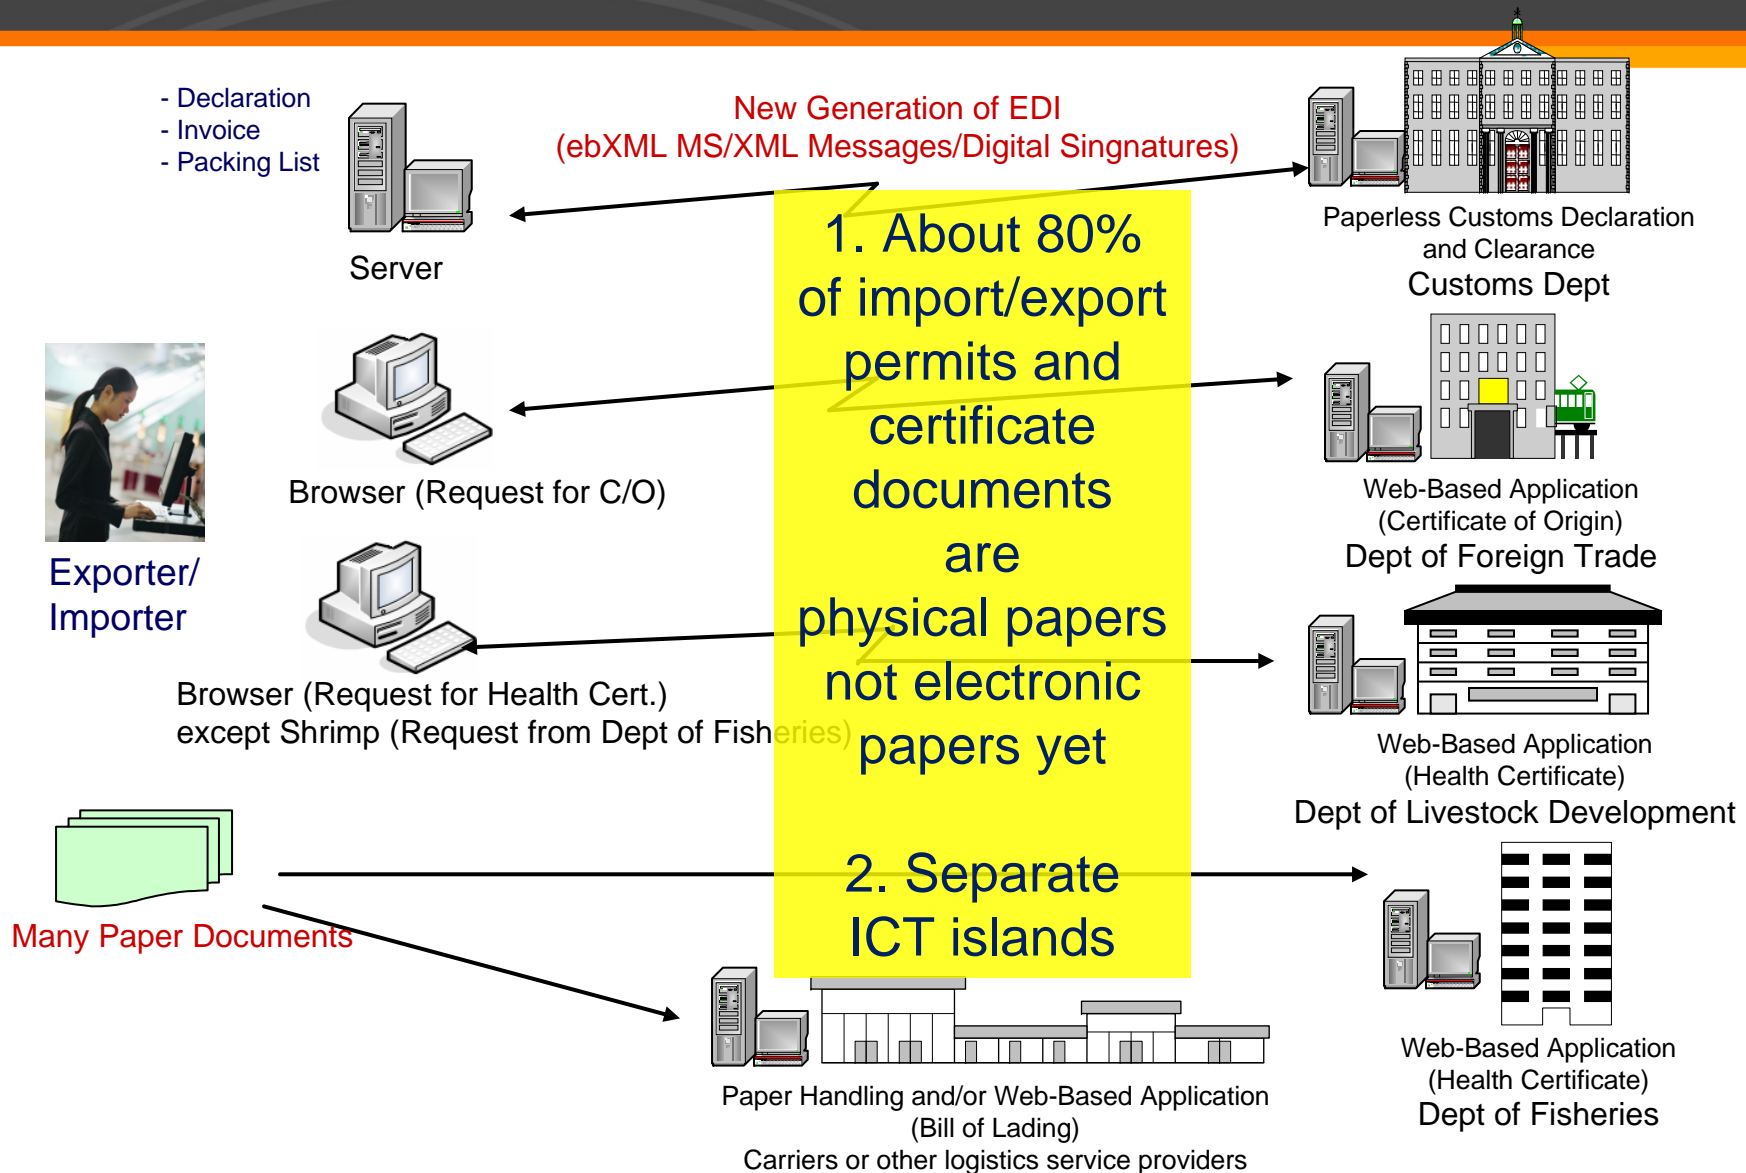 - Declaration
- Invoice
- Packing List
New Generation of EDI
(ebXML MS/XML Messages/Digital Singnatures)
Server
Paperless Customs Declaration
and Clearance
Customs Dept
1. About 80%
of import/export
permits and
certificate
documents
are
physical papers
not electronic
papers yet
2. Separate
ICT islands
Browser (Request for C/O)
Web-Based Application
(Certificate of Origin)
Dept of Foreign Trade
Exporter/
Importer
Browser (Request for Health Cert.)
except Shrimp (Request from Dept of Fisheries)
Web-Based Application
(Health Certificate)
Dept of Livestock Development
Many Paper Documents
Web-Based Application
(Health Certificate)
Dept of Fisheries
Paper Handling and/or Web-Based Application
(Bill of Lading)
Carriers or other logistics service providers